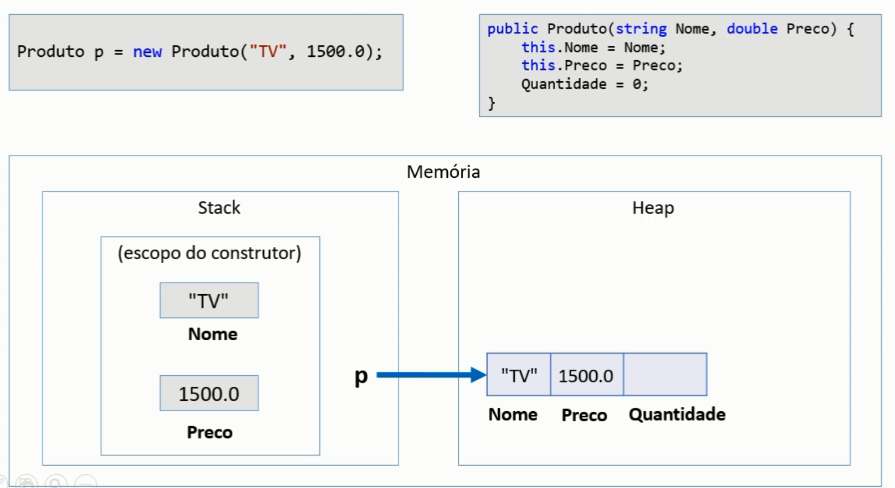 Produto p = new Produto("TV", 1500.0);
public Produto(string Nome, double Preco) {
    this.Nome = Nome;
    this.Preco = Preco;
    Quantidade = 0;
}
Memória
Stack
(escopo do construtor)
"TV"
Nome
1500.0
Preco
p
Heap
"TV" 1500.0
Nome Preco Quantidade